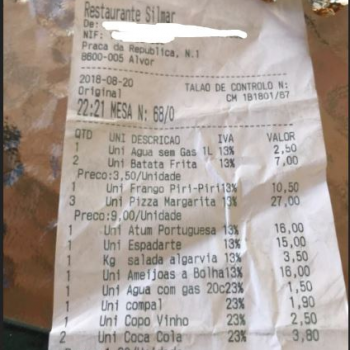 Restaurante Silmar
De:
NIF:
Praca da Republica, N.1
8600-005 Alvor
2018-08-20
TALAO DE CONTROLO N:
Original
CM 1B1801/67
22:21 MESA N: 68/0
QTD UNI DESCRICAO IVA VALOR
1 Uni Agua sem Gas 1L 13% 2,50
2 Uni Batata Frita 13% 7,00
Preco:3,50/Unidade
1 Uni Frango Piri-Piri13% 10,50
3 Uni Pizza Margarita 13% 27,00
Preco:9,00/Unidade
1 Uni Atum Portuguesa 13% 16,00
1 Uni Espadarte 13% 15,00
1 Kg salada algarvia 13% 3,50
1 Uni Ameijoas a Bolha13% 16,00
1 Uni Agua com gas 20c23% 1,50
1 Uni compal 23% 1,90
1 Uni Copo Vinho 23% 2,50
2 Uni Coca Cola 23% 3,80